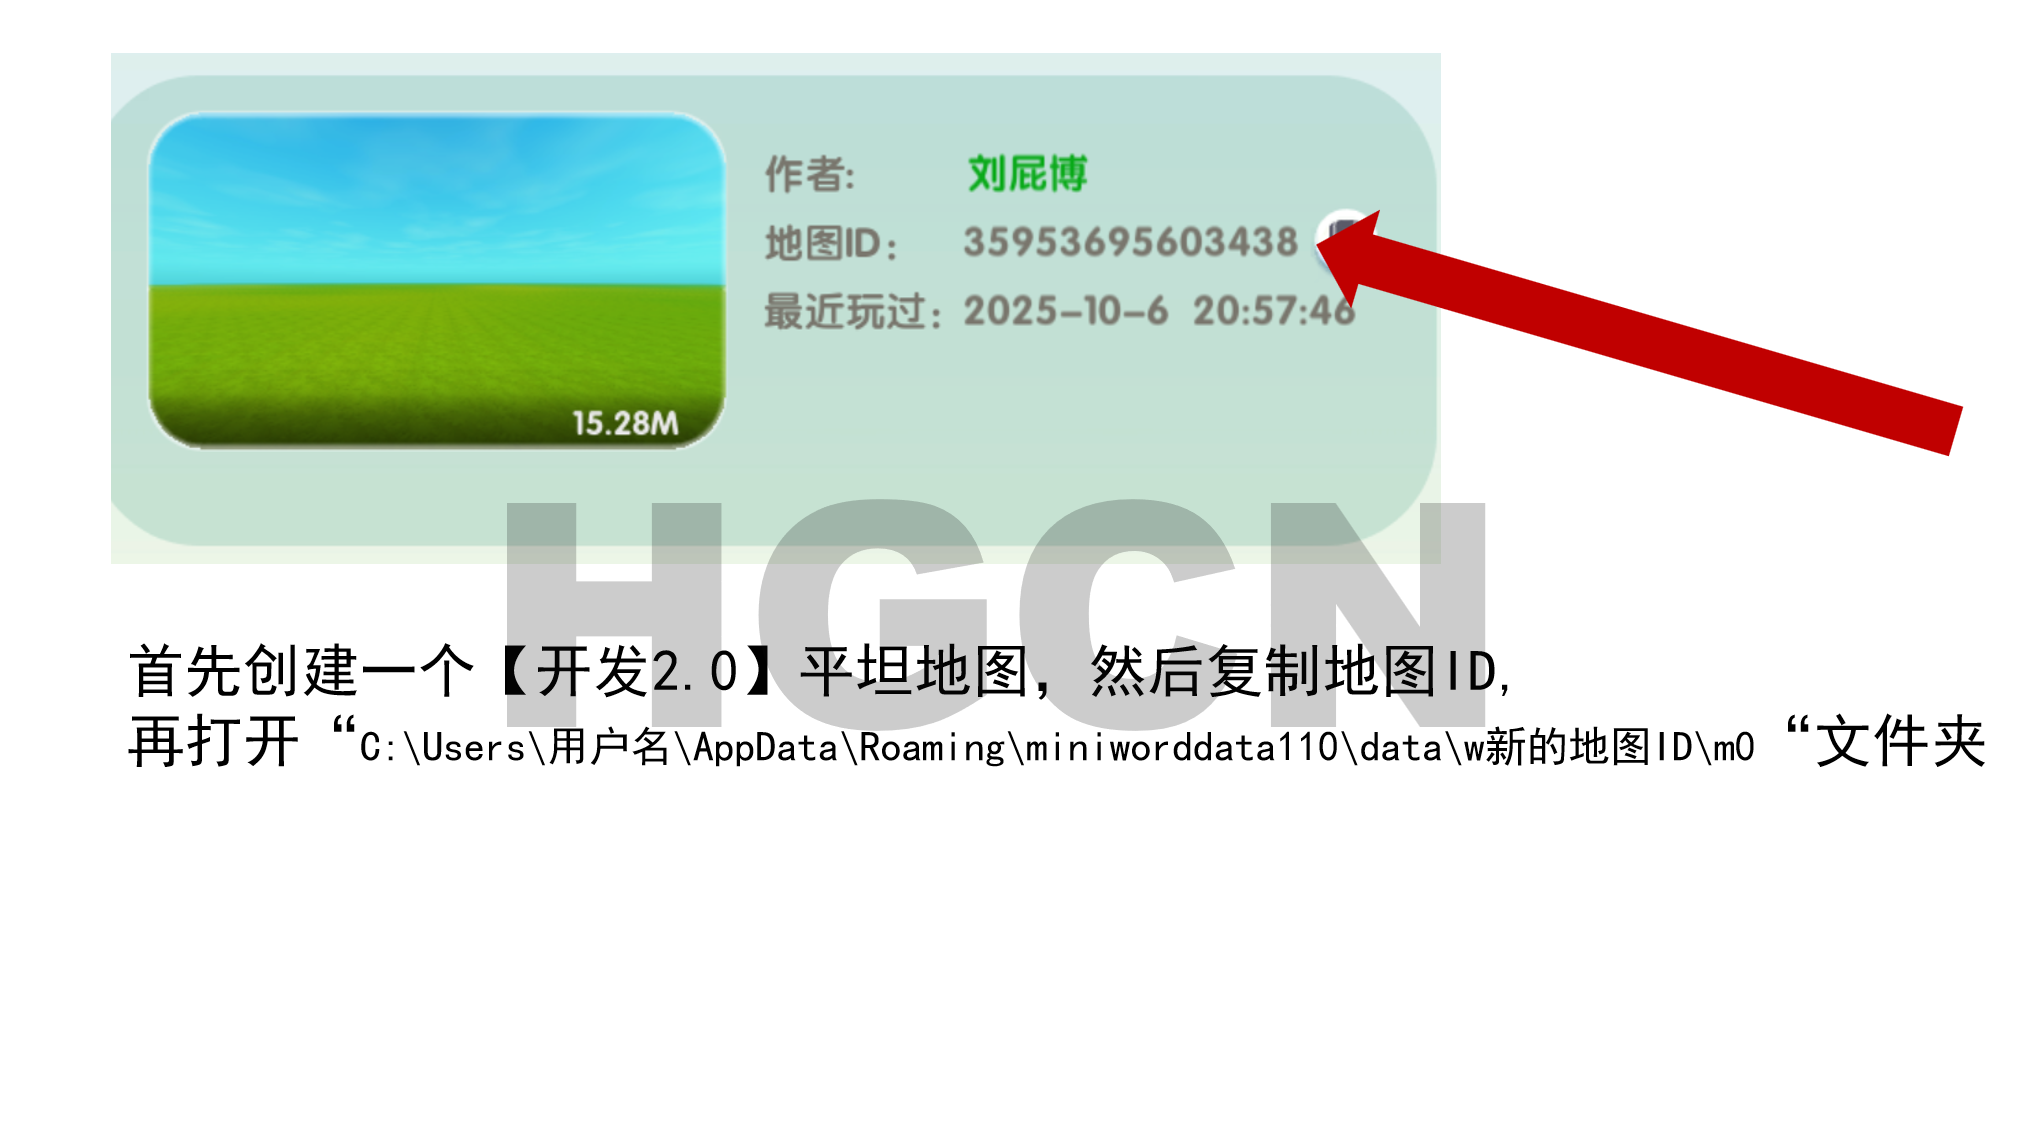 作者: 刘屁博
地图ID： 35953695603438
最近玩过： 2025-10-6 20:57:46
15.28M
HGCN
首先创建一个【开发2.0】平坦地图，然后复制地图ID,
再打开“C:\Users\用户名\AppData\Roaming\miniworddata110\data\w新的地图ID\m0“文件夹